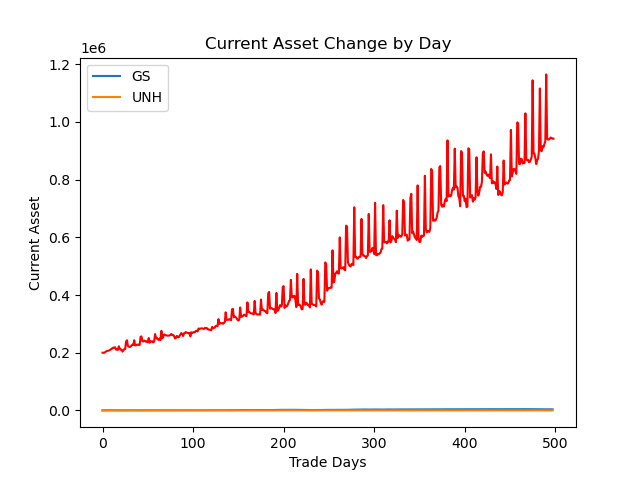 Current Asset Change by Day
1e6
GS
UNH
1.2
1.0
0.8
0.6
0.4
0.2
0.0
Current Asset
0 100 200 300 400 500
Trade Days